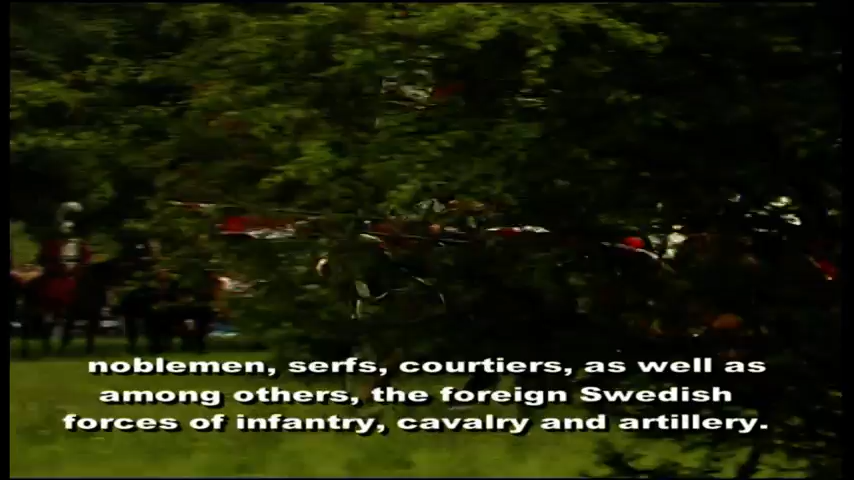 noblemen, serfs, courtiers, as well as
among others, the foreign Swedish
forces of infantry, cavalry and artillery.